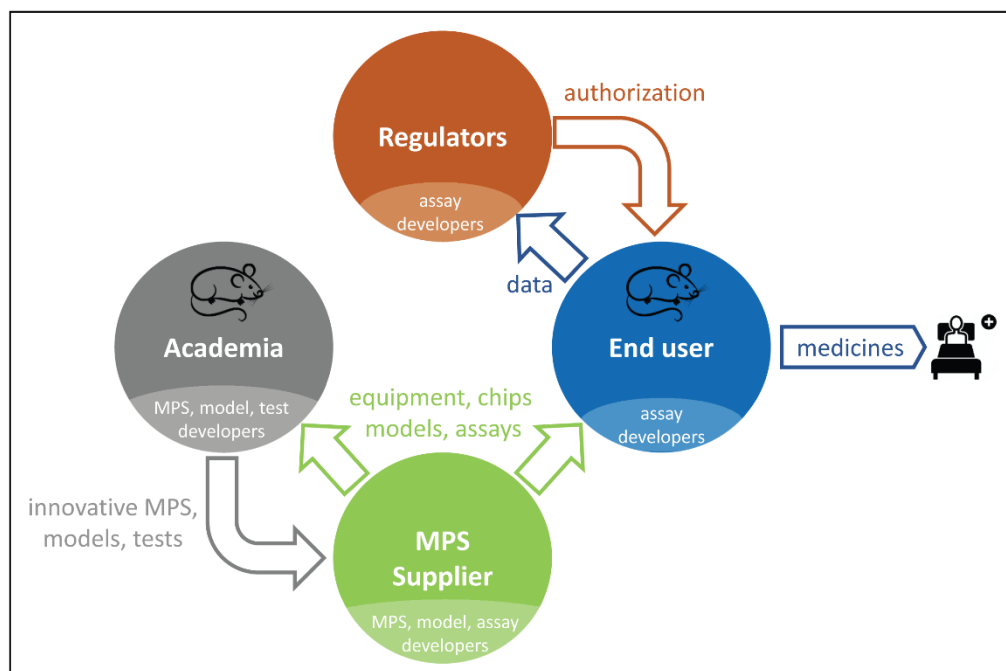 authorization
Regulators
assay
developers
data
Academia
MPS, model, test
developers
End user
assay
developers
medicines
equipment, chips
models, assays
innovative MPS,
models, tests
MPS
Supplier
MPS, model, assay
developers